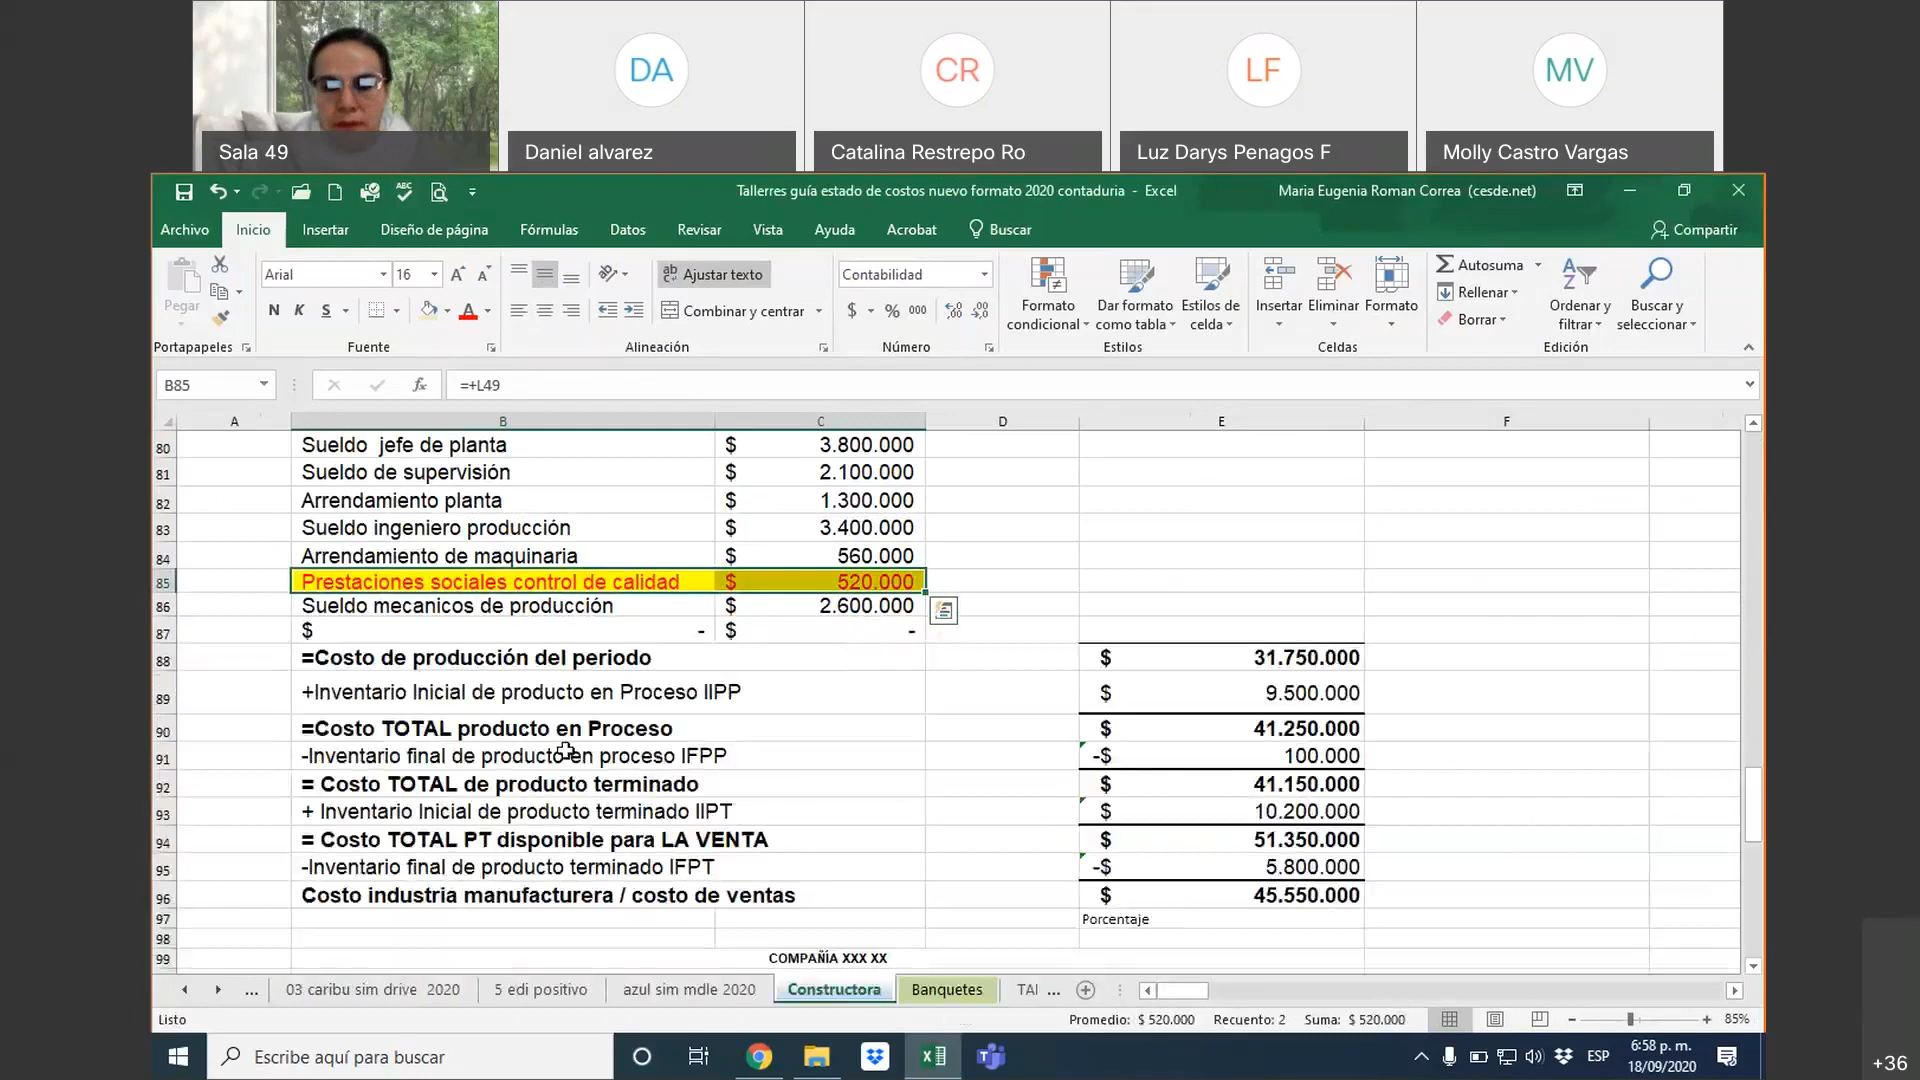 DA
CR
LF
MV
Sala 49
Daniel alvarez
Catalina Restrepo Ro
Luz Darys Penagos F
Molly Castro Vargas
Tallerres guía estado de costos nuevo formato 2020 contaduria - Excel
Maria Eugenia Roman Correa (cesde.net)
Archivo Inicio Insertar Diseño de página Fórmulas Datos Revisar Vista Ayuda Acrobat Buscar Compartir
Pegar
Arial 16
N K S
Ajustar texto
Combinar y centrar
Contabilidad
$ % 000
Formato condicional
Dar formato como tabla
Estilos de celda
Insertar
Eliminar
Formato
Autosuma
Rellenar
Borrar
Ordenar y filtrar
Buscar y seleccionar
Portapapeles Fuente Alineación Número Estilos Celdas Edición
B85 fx =+L49
A B C D E F
80 Sueldo jefe de planta $ 3.800.000
81 Sueldo de supervisión $ 2.100.000
82 Arrendamiento planta $ 1.300.000
83 Sueldo ingeniero producción $ 3.400.000
84 Arrendamiento de maquinaria $ 560.000
85 Prestaciones sociales control de calidad $ 520.000
86 Sueldo mecanicos de producción $ 2.600.000
87 $ - $ -
88 =Costo de producción del periodo $ 31.750.000
89 +Inventario Inicial de producto en Proceso IIPP $ 9.500.000
90 =Costo TOTAL producto en Proceso $ 41.250.000
91 -Inventario final de producto en proceso IFPP -$ 100.000
92 = Costo TOTAL de producto terminado $ 41.150.000
93 + Inventario Inicial de producto terminado IIPT $ 10.200.000
94 = Costo TOTAL PT disponible para LA VENTA $ 51.350.000
95 -Inventario final de producto terminado IFPT -$ 5.800.000
96 Costo industria manufacturera / costo de ventas $ 45.550.000
97 Porcentaje
98
99 COMPAÑÍA XXX XX
... 03 caribu sim drive 2020 5 edi positivo azul sim mdle 2020 Constructora Banquetes TAI ...
Listo Promedio: $ 520.000 Recuento: 2 Suma: $ 520.000 85%
Escribe aquí para buscar
ESP
6:58 p. m.
18/09/2020
+36